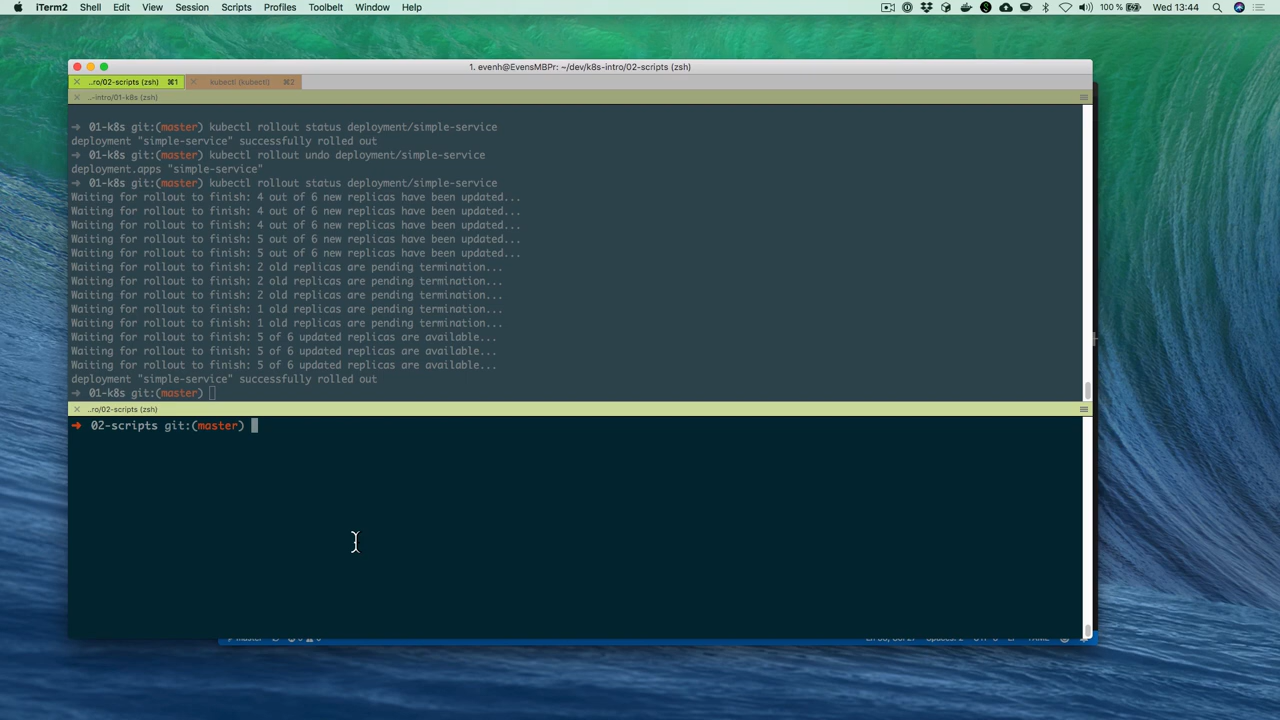 iTerm2 Shell Edit View Session Scripts Profiles Toolbelt Window Help 100 % Wed 13:44
1. evenh@EvensMBPr: ~/dev/k8s-intro/02-scripts (zsh)
..ro/02-scripts (zsh) ⌘1 kubectl (kubectl) ⌘2
..-intro/01-k8s (zsh)
➜ 01-k8s git:(master) kubectl rollout status deployment/simple-service
deployment "simple-service" successfully rolled out
➜ 01-k8s git:(master) kubectl rollout undo deployment/simple-service
deployment.apps "simple-service"
➜ 01-k8s git:(master) kubectl rollout status deployment/simple-service
Waiting for rollout to finish: 4 out of 6 new replicas have been updated...
Waiting for rollout to finish: 4 out of 6 new replicas have been updated...
Waiting for rollout to finish: 4 out of 6 new replicas have been updated...
Waiting for rollout to finish: 5 out of 6 new replicas have been updated...
Waiting for rollout to finish: 5 out of 6 new replicas have been updated...
Waiting for rollout to finish: 2 old replicas are pending termination...
Waiting for rollout to finish: 2 old replicas are pending termination...
Waiting for rollout to finish: 2 old replicas are pending termination...
Waiting for rollout to finish: 1 old replicas are pending termination...
Waiting for rollout to finish: 1 old replicas are pending termination...
Waiting for rollout to finish: 5 of 6 updated replicas are available...
Waiting for rollout to finish: 5 of 6 updated replicas are available...
Waiting for rollout to finish: 5 of 6 updated replicas are available...
deployment "simple-service" successfully rolled out
➜ 01-k8s git:(master)
..ro/02-scripts (zsh)
➜ 02-scripts git:(master)